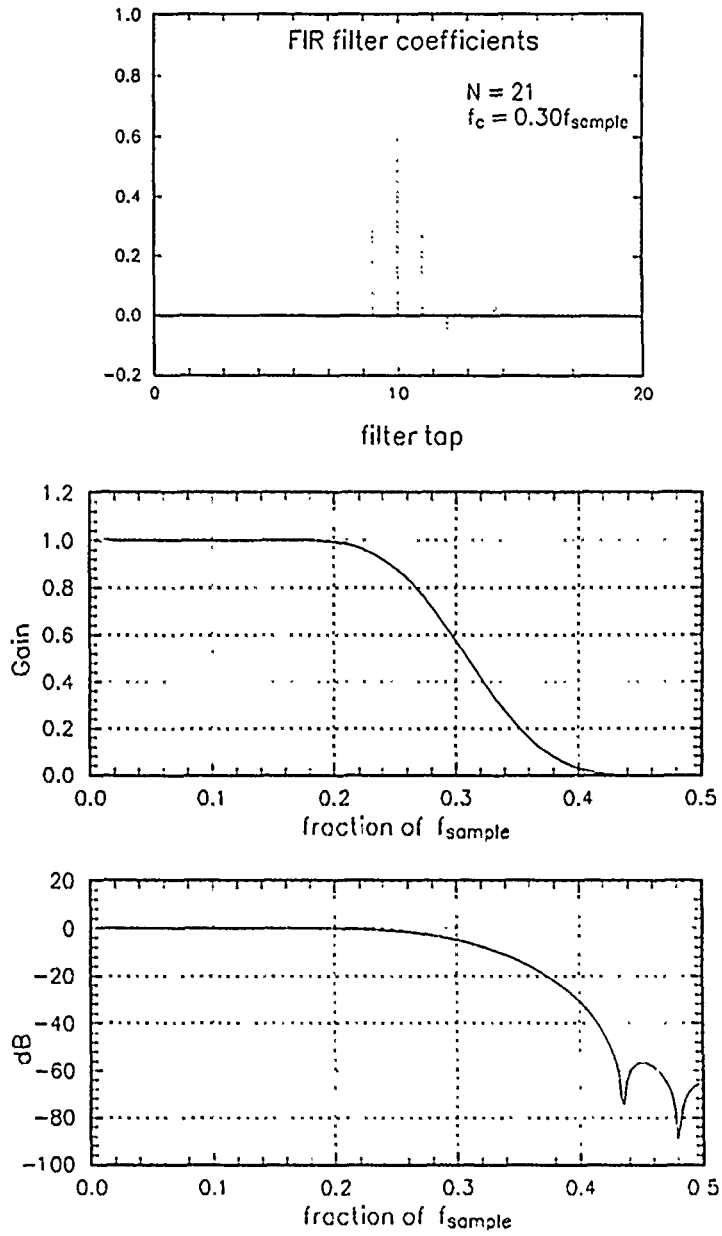 FIR filter coefficients
N = 21
f_c = 0.30f_sample
1.0
0.8
0.6
0.4
0.2
0.0
-0.2
0 10 20
filter tap
1.2
1.0
0.8
0.6
0.4
0.2
0.0
Gain
0.0 0.1 0.2 0.3 0.4 0.5
fraction of f_sample
20
0
-20
-40
-60
-80
-100
dB
0.0 0.1 0.2 0.3 0.4 0 5
fraction of f_sample